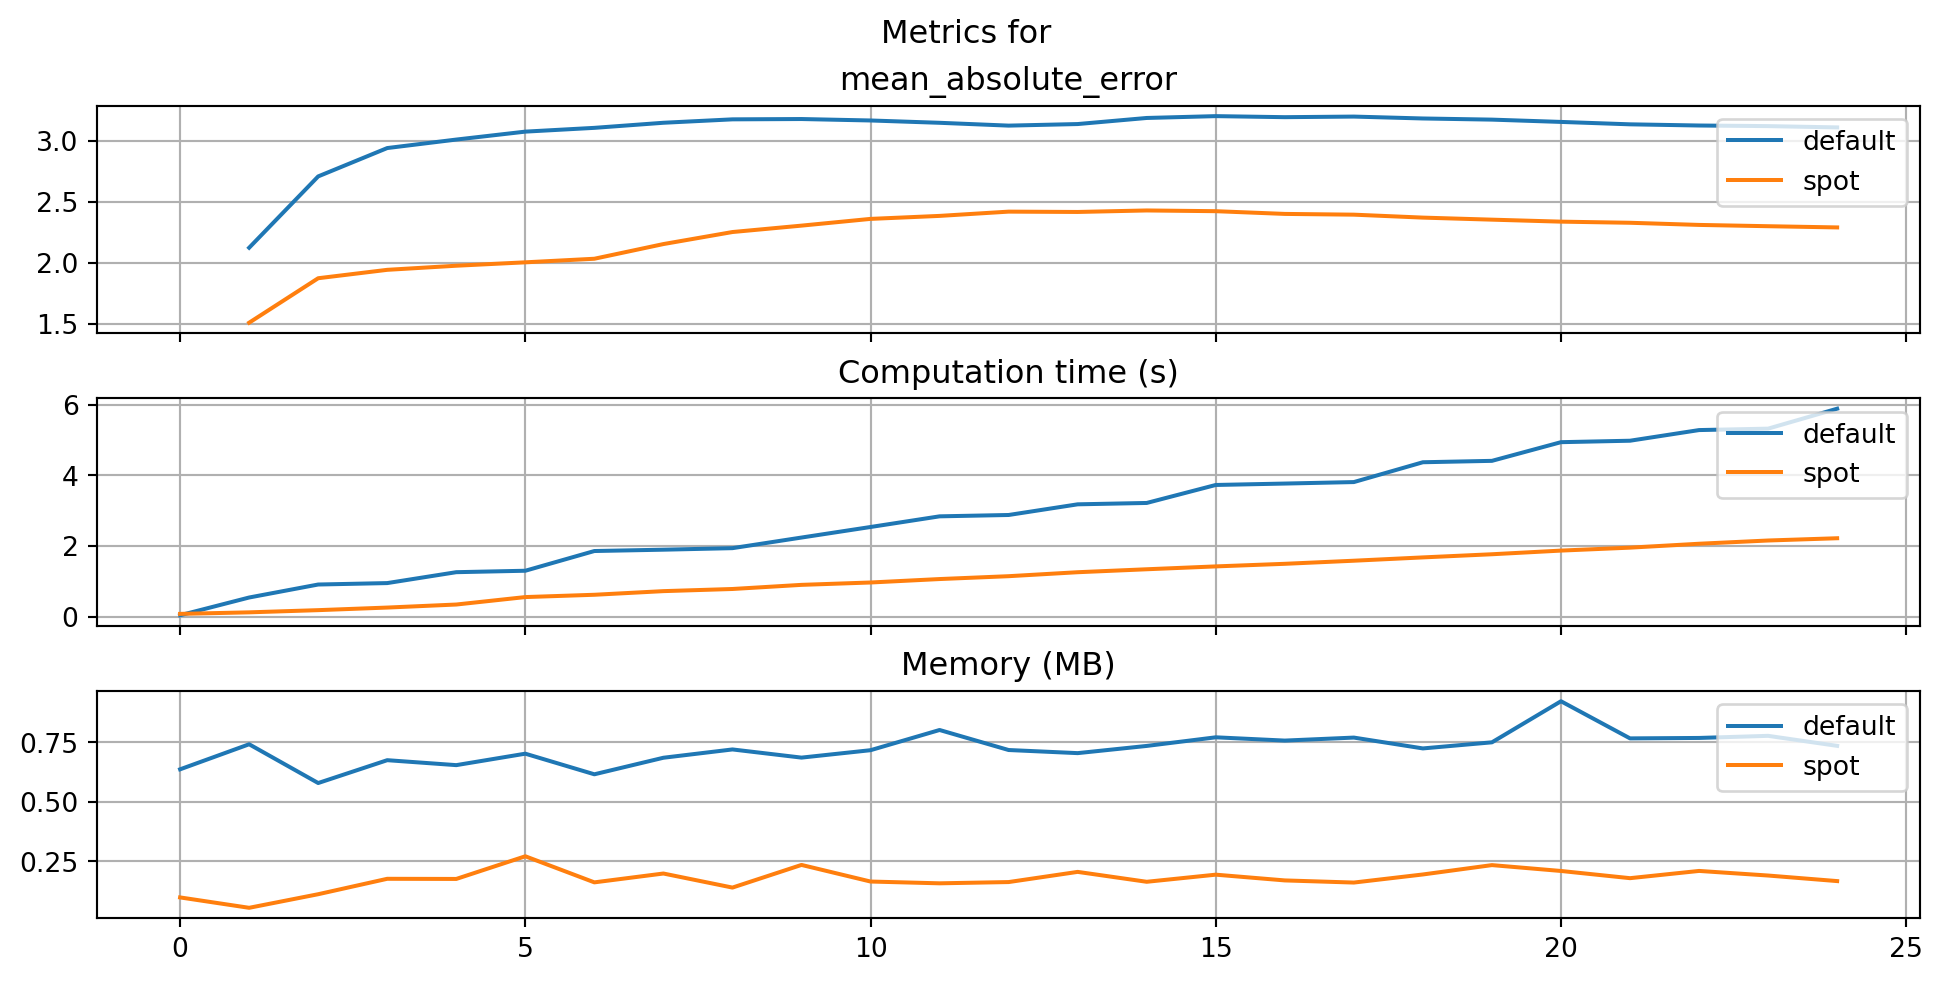 Metrics for
mean_absolute_error
3.0
2.5
2.0
1.5
default
spot
Computation time (s)
6
4
2
0
default
spot
Memory (MB)
0.75
0.50
0.25
default
spot
0 5 10 15 20 25